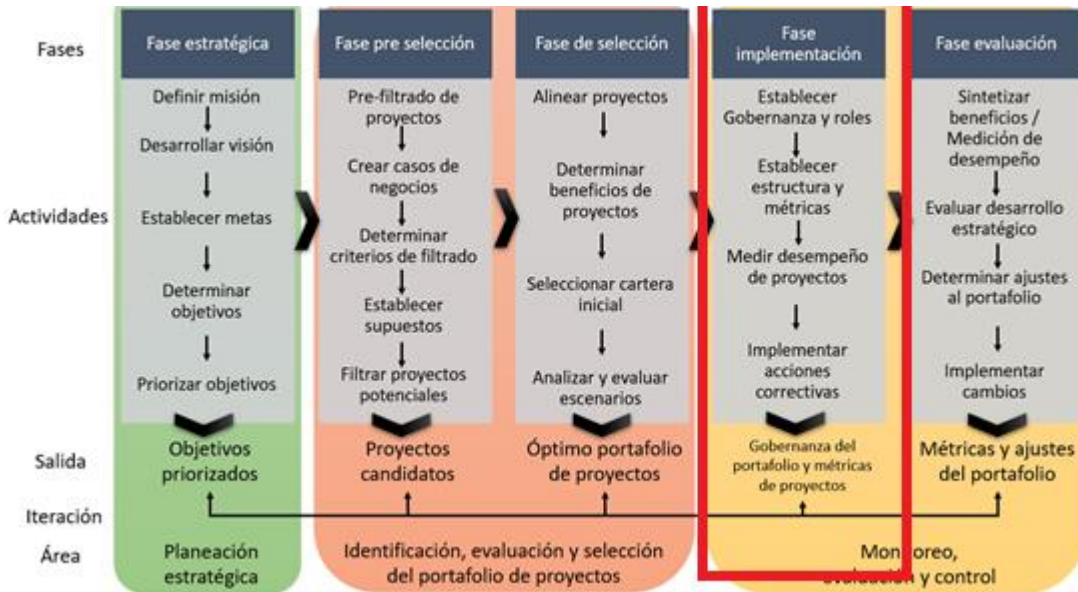 Fases
Fase estratégica
Fase pre selección
Fase de selección
Fase
implementación
Fase evaluación
Actividades
Definir misión
Desarrollar visión
Establecer metas
Determinar
objetivos
Priorizar objetivos
Pre-filtrado de
proyectos
Crear casos de
negocios
Determinar
criterios de filtrado
Establecer
supuestos
Filtrar proyectos
potenciales
Alinear proyectos
Determinar
beneficios de
proyectos
Seleccionar cartera
inicial
Analizar y evaluar
escenarios
Establecer
Gobernanza y roles
Establecer
estructura y
métricas
Medir desempeño
de proyectos
Implementar
acciones
correctivas
Sintetizar
beneficios /
Medición de
desempeño
Evaluar desarrollo
estratégico
Determinar ajustes
al portafolio
Implementar
cambios
Salida
Objetivos
priorizados
Proyectos
candidatos
Óptimo portafolio
de proyectos
Gobernanza del
portafolio y métricas
de proyectos
Métricas y ajustes
del portafolio
Iteración
Área
Planeación
estratégica
Identificación, evaluación y selección
del portafolio de proyectos
Monitoreo,
evaluación y control